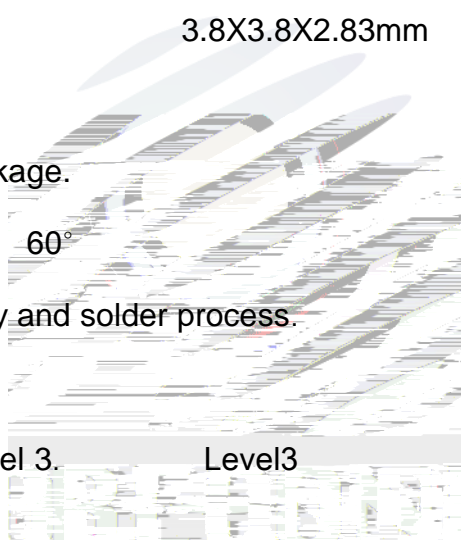 3.8X3.8X2.83mm
kage.
60°
y and solder process.
el 3. Level3